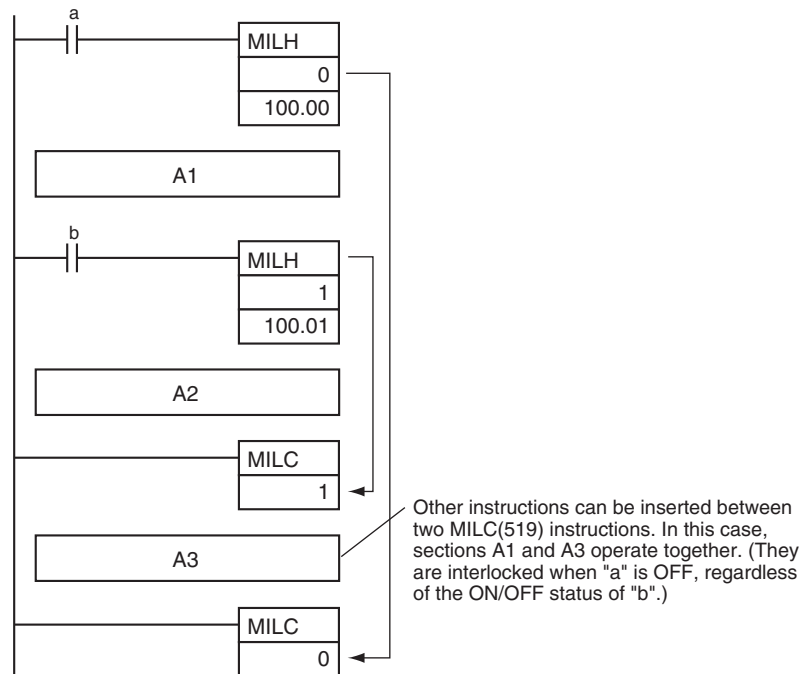 a
MILH
0
100.00
A1
b
MILH
1
100.01
A2
MILC
1
Other instructions can be inserted between
two MILC(519) instructions. In this case,
sections A1 and A3 operate together. (They
are interlocked when "a" is OFF, regardless
of the ON/OFF status of "b".)
A3
MILC
0